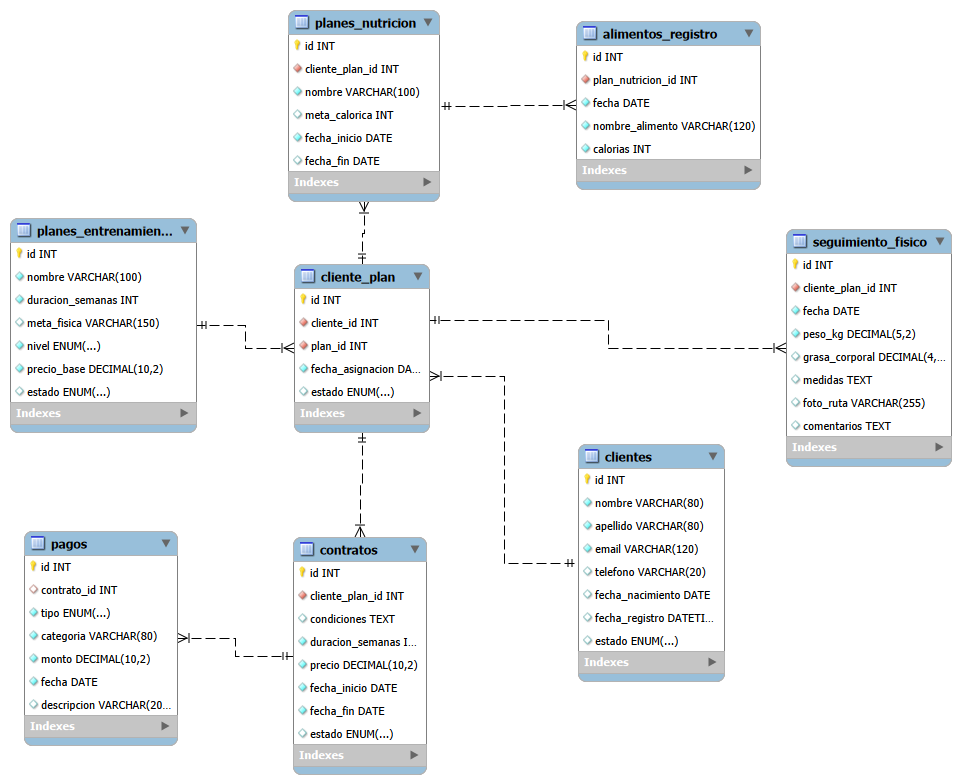 planes_nutricion
id INT
cliente_plan_id INT
nombre VARCHAR(100)
meta_calorica INT
fecha_inicio DATE
fecha_fin DATE
Indexes
alimentos_registro
id INT
plan_nutricion_id INT
fecha DATE
nombre_alimento VARCHAR(120)
calorias INT
Indexes
planes_entrenamien...
id INT
nombre VARCHAR(100)
duracion_semanas INT
meta_fisica VARCHAR(150)
nivel ENUM(...)
precio_base DECIMAL(10,2)
estado ENUM(...)
Indexes
cliente_plan
id INT
cliente_id INT
plan_id INT
fecha_asignacion DA...
estado ENUM(...)
Indexes
seguimiento_fisico
id INT
cliente_plan_id INT
fecha DATE
peso_kg DECIMAL(5,2)
grasa_corporal DECIMAL(4,...
medidas TEXT
foto_ruta VARCHAR(255)
comentarios TEXT
Indexes
clientes
id INT
nombre VARCHAR(80)
apellido VARCHAR(80)
email VARCHAR(120)
telefono VARCHAR(20)
fecha_nacimiento DATE
fecha_registro DATETI...
estado ENUM(...)
Indexes
pagos
id INT
contrato_id INT
tipo ENUM(...)
categoria VARCHAR(80)
monto DECIMAL(10,2)
fecha DATE
descripcion VARCHAR(20...
Indexes
contratos
id INT
cliente_plan_id INT
condiciones TEXT
duracion_semanas I...
precio DECIMAL(10,2)
fecha_inicio DATE
fecha_fin DATE
estado ENUM(...)
Indexes